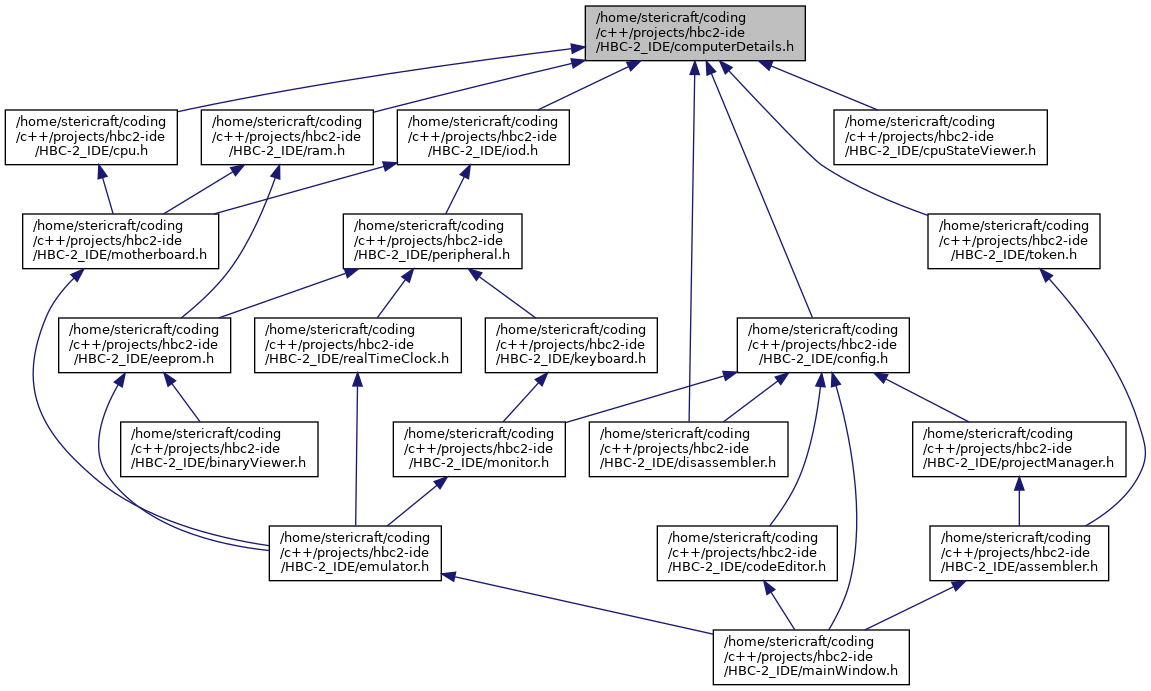 /home/stericraft/coding
/c++/projects/hbc2-ide
/HBC-2_IDE/computerDetails.h
/home/stericraft/coding
/c++/projects/hbc2-ide
/HBC-2_IDE/cpu.h
/home/stericraft/coding
/c++/projects/hbc2-ide
/HBC-2_IDE/ram.h
/home/stericraft/coding
/c++/projects/hbc2-ide
/HBC-2_IDE/iod.h
/home/stericraft/coding
/c++/projects/hbc2-ide
/HBC-2_IDE/cpuStateViewer.h
/home/stericraft/coding
/c++/projects/hbc2-ide
/HBC-2_IDE/motherboard.h
/home/stericraft/coding
/c++/projects/hbc2-ide
/HBC-2_IDE/peripheral.h
/home/stericraft/coding
/c++/projects/hbc2-ide
/HBC-2_IDE/token.h
/home/stericraft/coding
/c++/projects/hbc2-ide
/HBC-2_IDE/eeprom.h
/home/stericraft/coding
/c++/projects/hbc2-ide
/HBC-2_IDE/realTimeClock.h
/home/stericraft/coding
/c++/projects/hbc2-ide
/HBC-2_IDE/keyboard.h
/home/stericraft/coding
/c++/projects/hbc2-ide
/HBC-2_IDE/config.h
/home/stericraft/coding
/c++/projects/hbc2-ide
/HBC-2_IDE/binaryViewer.h
/home/stericraft/coding
/c++/projects/hbc2-ide
/HBC-2_IDE/monitor.h
/home/stericraft/coding
/c++/projects/hbc2-ide
/HBC-2_IDE/disassembler.h
/home/stericraft/coding
/c++/projects/hbc2-ide
/HBC-2_IDE/projectManager.h
/home/stericraft/coding
/c++/projects/hbc2-ide
/HBC-2_IDE/emulator.h
/home/stericraft/coding
/c++/projects/hbc2-ide
/HBC-2_IDE/codeEditor.h
/home/stericraft/coding
/c++/projects/hbc2-ide
/HBC-2_IDE/assembler.h
/home/stericraft/coding
/c++/projects/hbc2-ide
/HBC-2_IDE/mainWindow.h